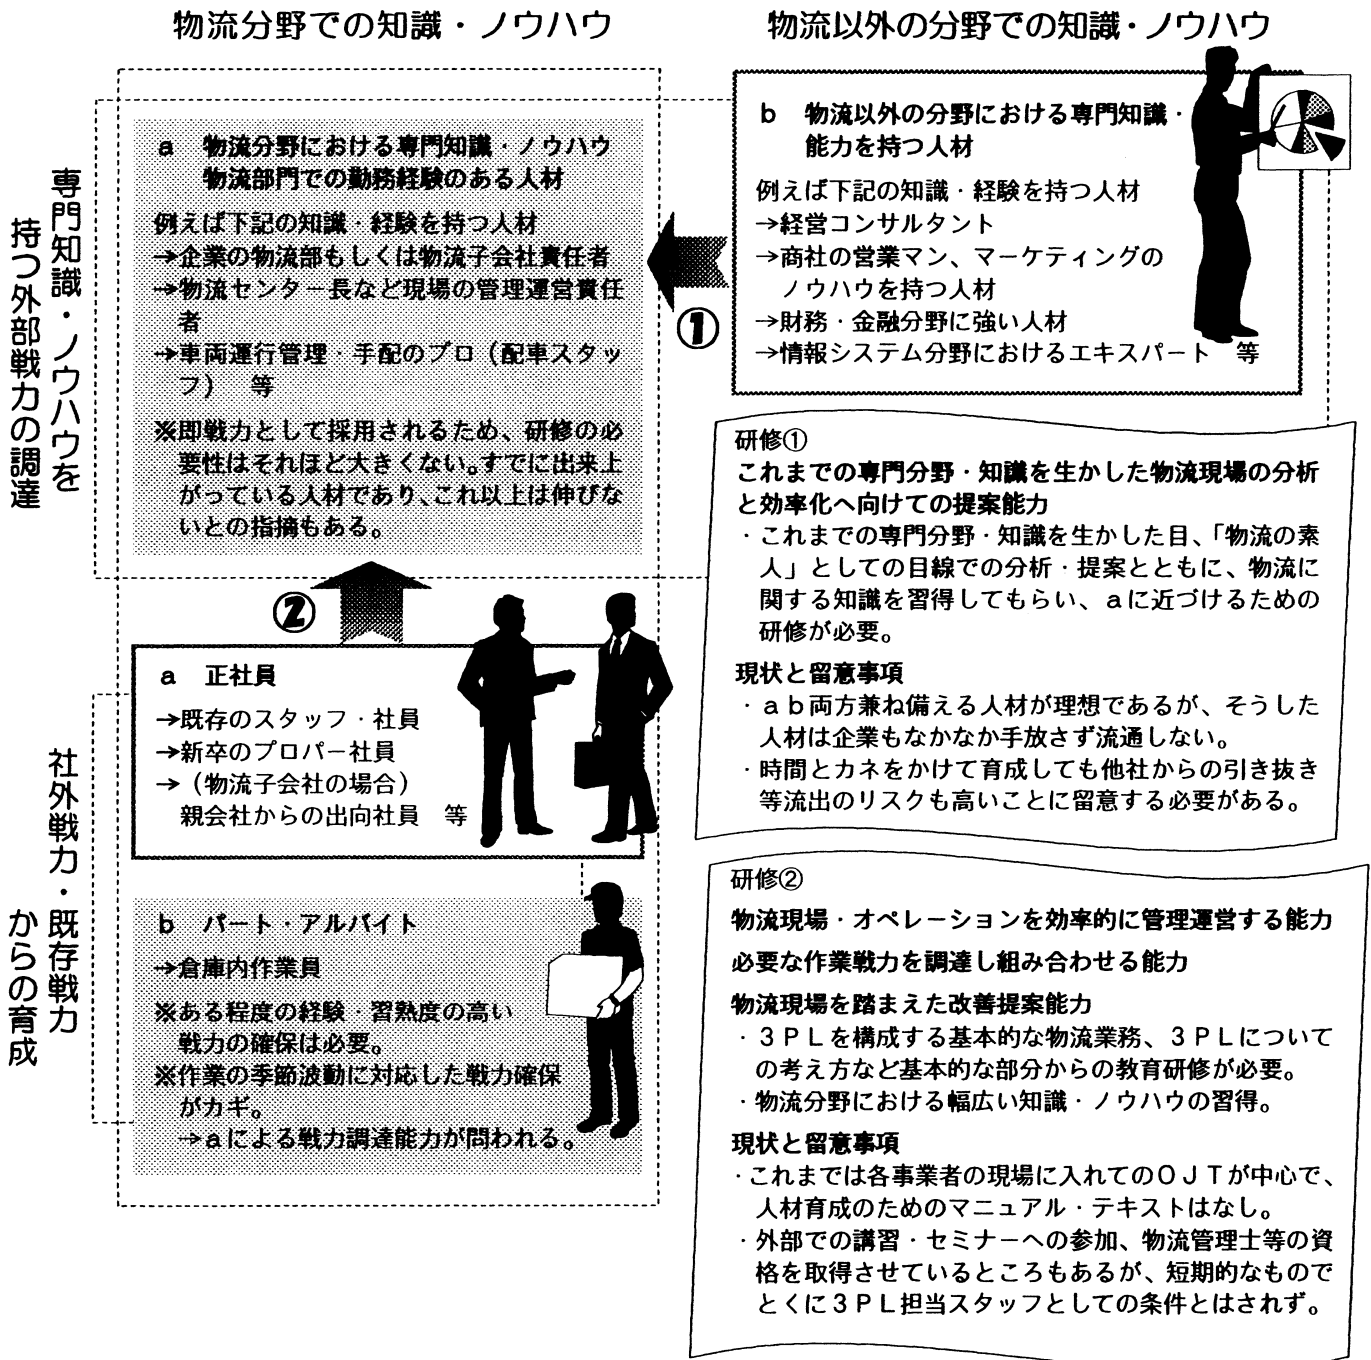 物流分野での知識・ノウハウ
物流以外の分野での知識・ノウハウ
専門知識・ノウハウを
持つ外部戦力の調達
a 物流分野における専門知識・ノウハウ
物流部門での勤務経験のある人材
例えば下記の知識・経験を持つ人材
→企業の物流部もしくは物流子会社責任者
→物流センター長など現場の管理運営責任
者
→車両運行管理・手配のプロ（配車スタッ
フ） 等
※即戦力として採用されるため、研修の必
要性はそれほど大きくない。すでに出来上
がっている人材であり、これ以上は伸びな
いとの指摘もある。
①
b 物流以外の分野における専門知識・
能力を持つ人材
例えば下記の知識・経験を持つ人材
→経営コンサルタント
→商社の営業マン、マーケティングの
ノウハウを持つ人材
→財務・金融分野に強い人材
→情報システム分野におけるエキスパート 等
②
社外戦力・既存戦力
からの育成
a 正社員
→既存のスタッフ・社員
→新卒のプロパー社員
→（物流子会社の場合）
親会社からの出向社員 等
b パート・アルバイト
→倉庫内作業員
※ある程度の経験・習熟度の高い
戦力の確保は必要。
※作業の季節波動に対応した戦力確保
がカギ。
→aによる戦力調達能力が問われる。
研修①
これまでの専門分野・知識を生かした物流現場の分析
と効率化へ向けての提案能力
・これまでの専門分野・知識を生かした目、「物流の素
人」としての目線での分析・提案とともに、物流に
関する知識を習得してもらい、aに近づけるための
研修が必要。
現状と留意事項
・ab両方兼ね備える人材が理想であるが、そうした
人材は企業もなかなか手放さず流通しない。
・時間とカネをかけて育成しても他社からの引き抜き
等流出のリスクも高いことに留意する必要がある。
研修②
物流現場・オペレーションを効率的に管理運営する能力
必要な作業戦力を調達し組み合わせる能力
物流現場を踏まえた改善提案能力
・３ＰＬを構成する基本的な物流業務、３ＰＬについて
の考え方など基本的な部分からの教育研修が必要。
・物流分野における幅広い知識・ノウハウの習得。
現状と留意事項
・これまでは各事業者の現場に入れてのＯＪＴが中心で、
人材育成のためのマニュアル・テキストはなし。
・外部での講習・セミナーへの参加、物流管理士等の資
格を取得させているところもあるが、短期的なもので
とくに３ＰＬ担当スタッフとしての条件とはされず。